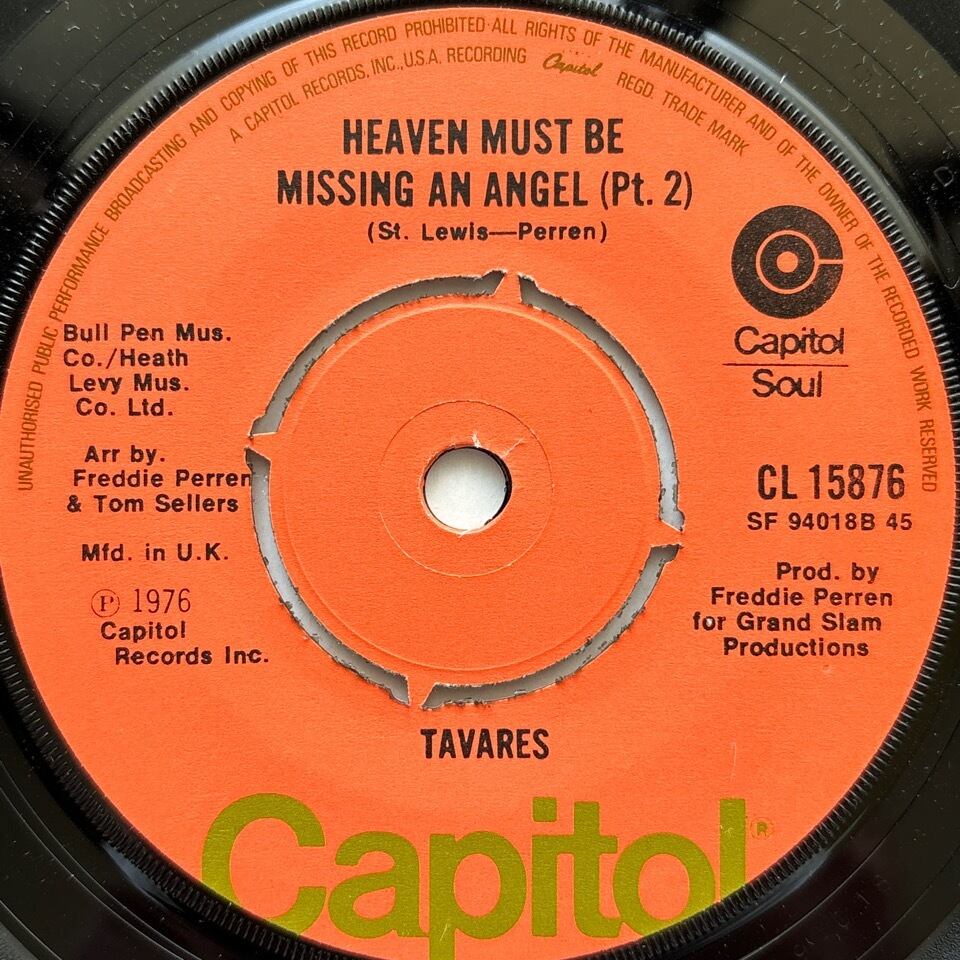 UNAUTHORISED PUBLIC PERFORMANCE BROADCASTING AND COPYING OF THIS RECORD PROHIBITED·ALL RIGHTS OF THE MANUFACTURER AND OF THE OWNER OF THE RECORDED WORK RESERVED
A CAPITOL RECORDS, INC., U.S.A. RECORDING Capitol REGD. TRADE MARK
HEAVEN MUST BE
MISSING AN ANGEL (Pt. 2)
(St. Lewis—Perren)
Capitol
Soul
Bull Pen Mus.
Co./Heath
Levy Mus.
Co. Ltd.
Arr by.
Freddie Perren
& Tom Sellers
Mfd. in U.K.
Ⓟ 1976
Capitol
Records Inc.
CL 15876
SF 94018B 45
Prod. by
Freddie Perren
for Grand Slam
Productions
TAVARES
Capitol®